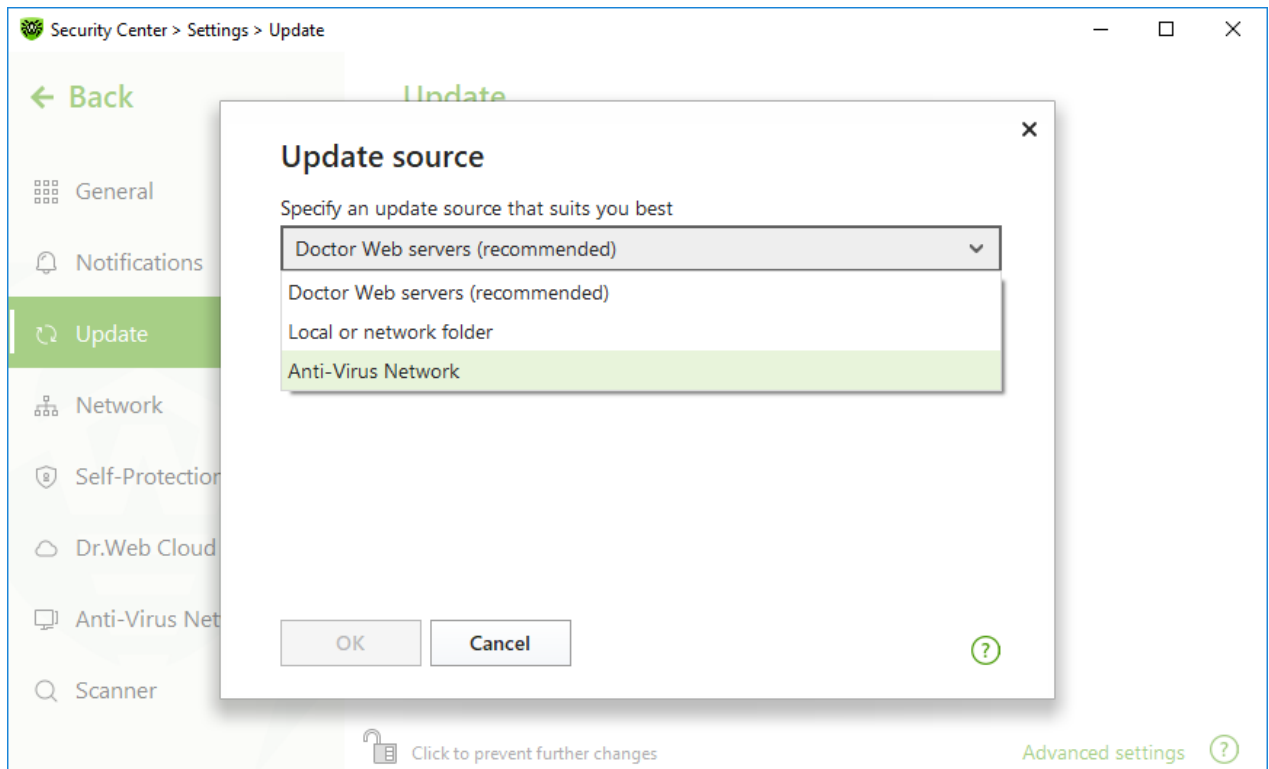 Security Center > Settings > Update
Back
Update
General
Notifications
Update
Network
Self-Protection
Dr.Web Cloud
Anti-Virus Net
Scanner
Update source
Specify an update source that suits you best
Doctor Web servers (recommended)
Doctor Web servers (recommended)
Local or network folder
Anti-Virus Network
OK
Cancel
?
Click to prevent further changes
Advanced settings
?